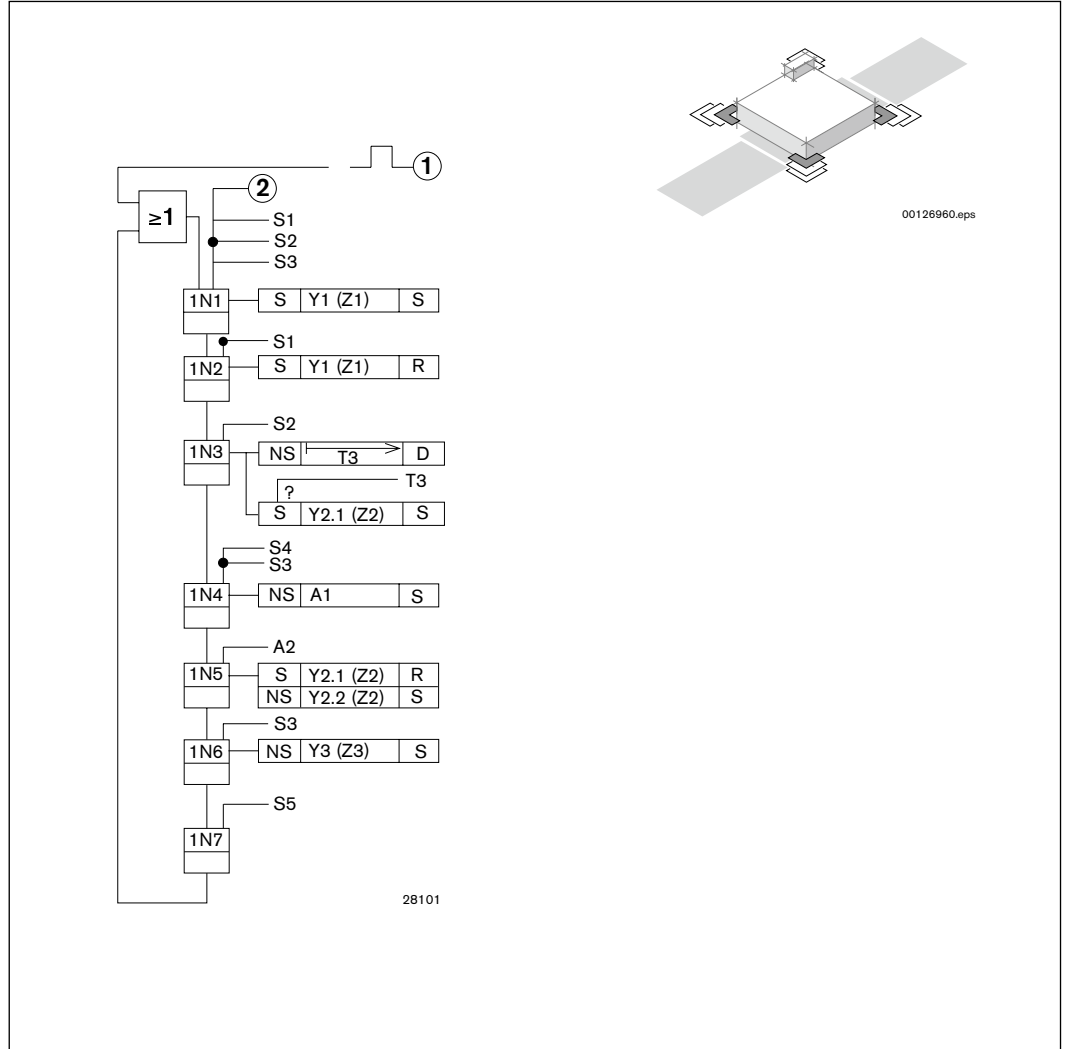 00126960.eps
1
2
≥1
S1
S2
S3
1N1 S Y1 (Z1) S
S1
1N2 S Y1 (Z1) R
S2
1N3 NS T3 D
T3
?
S Y2.1 (Z2) S
S4
S3
1N4 NS A1 S
A2
1N5 S Y2.1 (Z2) R
NS Y2.2 (Z2) S
S3
1N6 NS Y3 (Z3) S
S5
1N7
28101